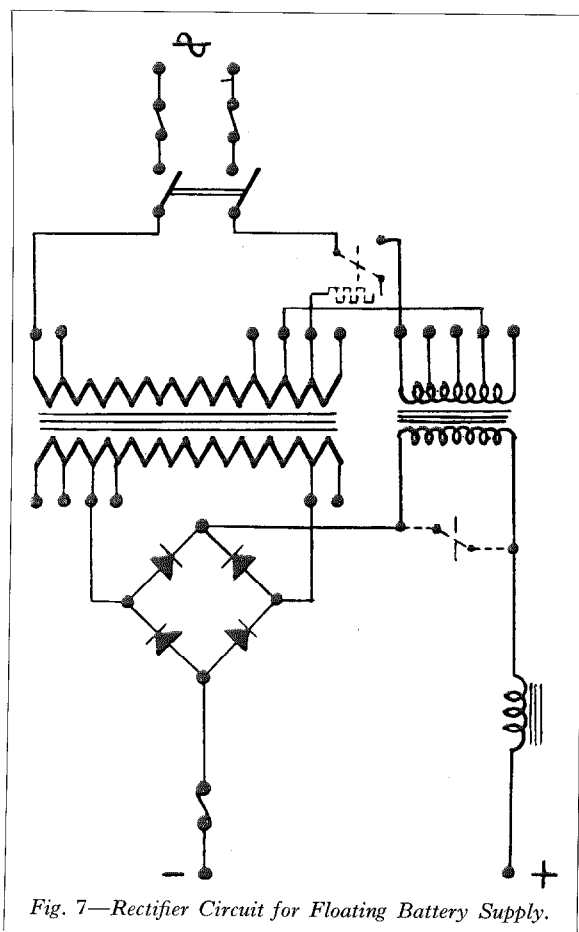 - +
Fig. 7—Rectifier Circuit for Floating Battery Supply.